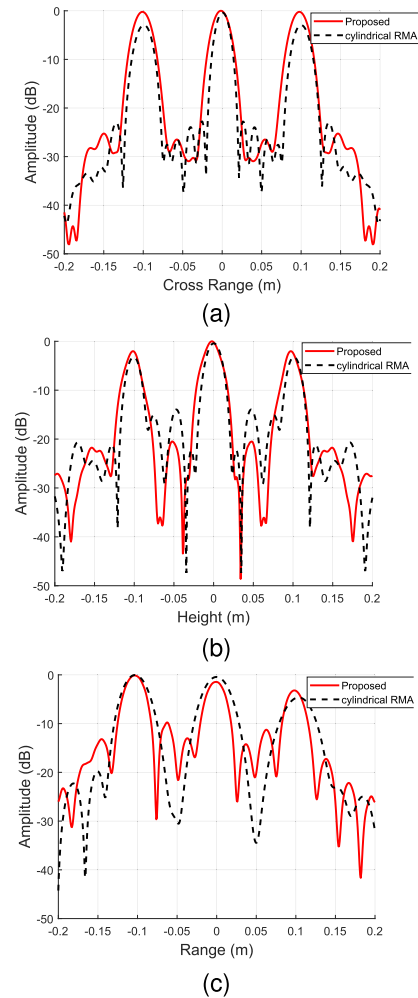 0
-10
-20
-30
-40
-50
Amplitude (dB)
Proposed
cylindrical RMA
-0.2 -0.15 -0.1 -0.05 0 0.05 0.1 0.15 0.2
Cross Range (m)
(a)
0
-10
-20
-30
-40
-50
Amplitude (dB)
Proposed
cylindrical RMA
-0.2 -0.15 -0.1 -0.05 0 0.05 0.1 0.15 0.2
Height (m)
(b)
0
-10
-20
-30
-40
-50
Amplitude (dB)
Proposed
cylindrical RMA
-0.2 -0.15 -0.1 -0.05 0 0.05 0.1 0.15 0.2
Range (m)
(c)